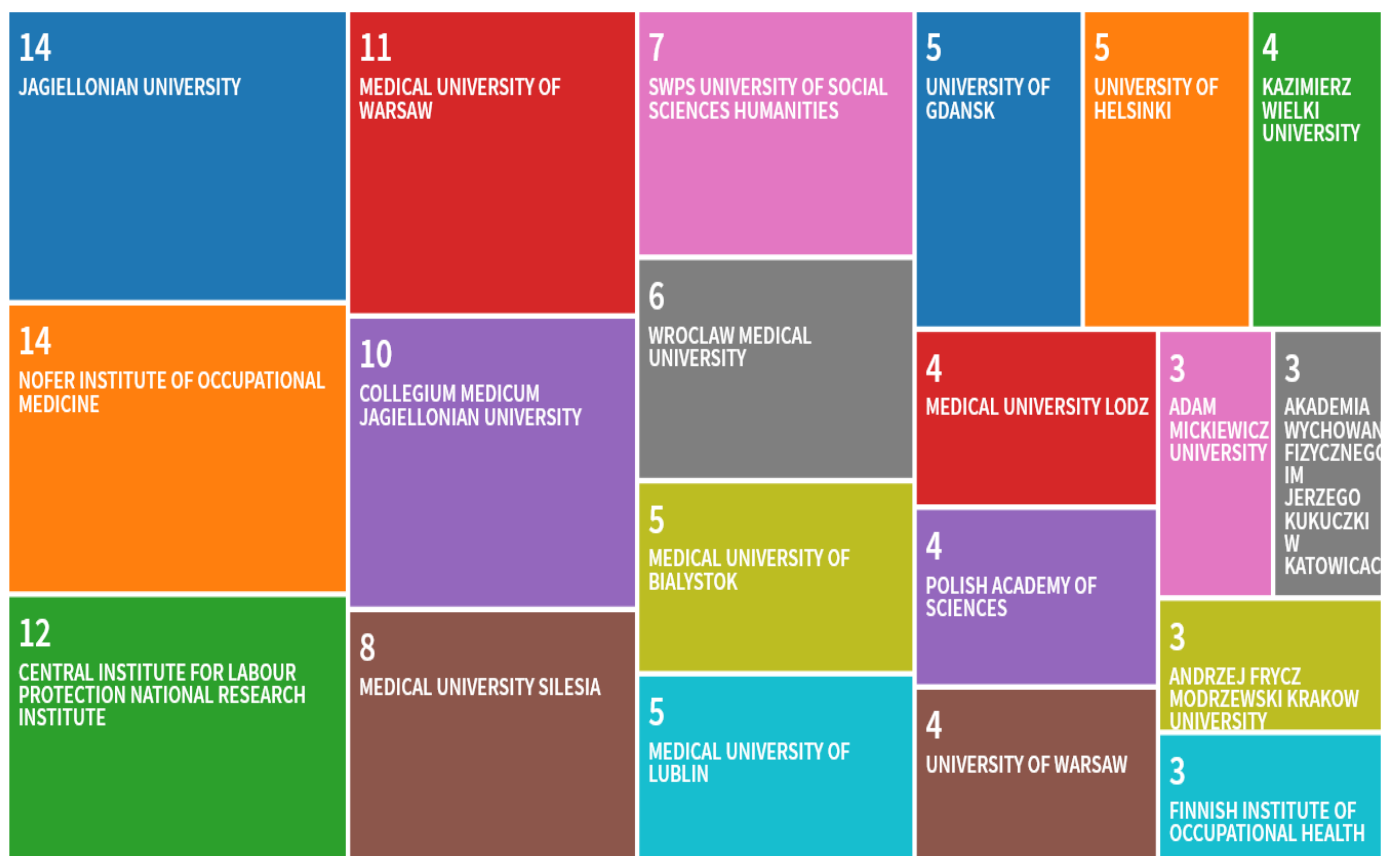 14
JAGIELLONIAN UNIVERSITY
14
NOFER INSTITUTE OF OCCUPATIONAL
MEDICINE
12
CENTRAL INSTITUTE FOR LABOUR
PROTECTION NATIONAL RESEARCH
INSTITUTE
11
MEDICAL UNIVERSITY OF
WARSAW
10
COLLEGIUM MEDICUM
JAGIELLONIAN UNIVERSITY
8
MEDICAL UNIVERSITY SILESIA
7
SWPS UNIVERSITY OF SOCIAL
SCIENCES HUMANITIES
6
WROCLAW MEDICAL
UNIVERSITY
5
MEDICAL UNIVERSITY OF
BIALYSTOK
5
MEDICAL UNIVERSITY OF
LUBLIN
5
UNIVERSITY OF
GDANSK
5
UNIVERSITY OF
HELSINKI
4
KAZIMIERZ
WIELKI
UNIVERSITY
4
MEDICAL UNIVERSITY LODZ
4
POLISH ACADEMY OF
SCIENCES
4
UNIVERSITY OF WARSAW
3
ADAM
MICKIEWICZ
UNIVERSITY
3
AKADEMIA
WYCHOWAN
FIZYCZNEGO
IM
JERZEGO
KUKUCZKI
W
KATOWICAC
3
ANDRZEJ FRYCZ
MODRZEWSKI KRAKOW
UNIVERSITY
3
FINNISH INSTITUTE OF
OCCUPATIONAL HEALTH